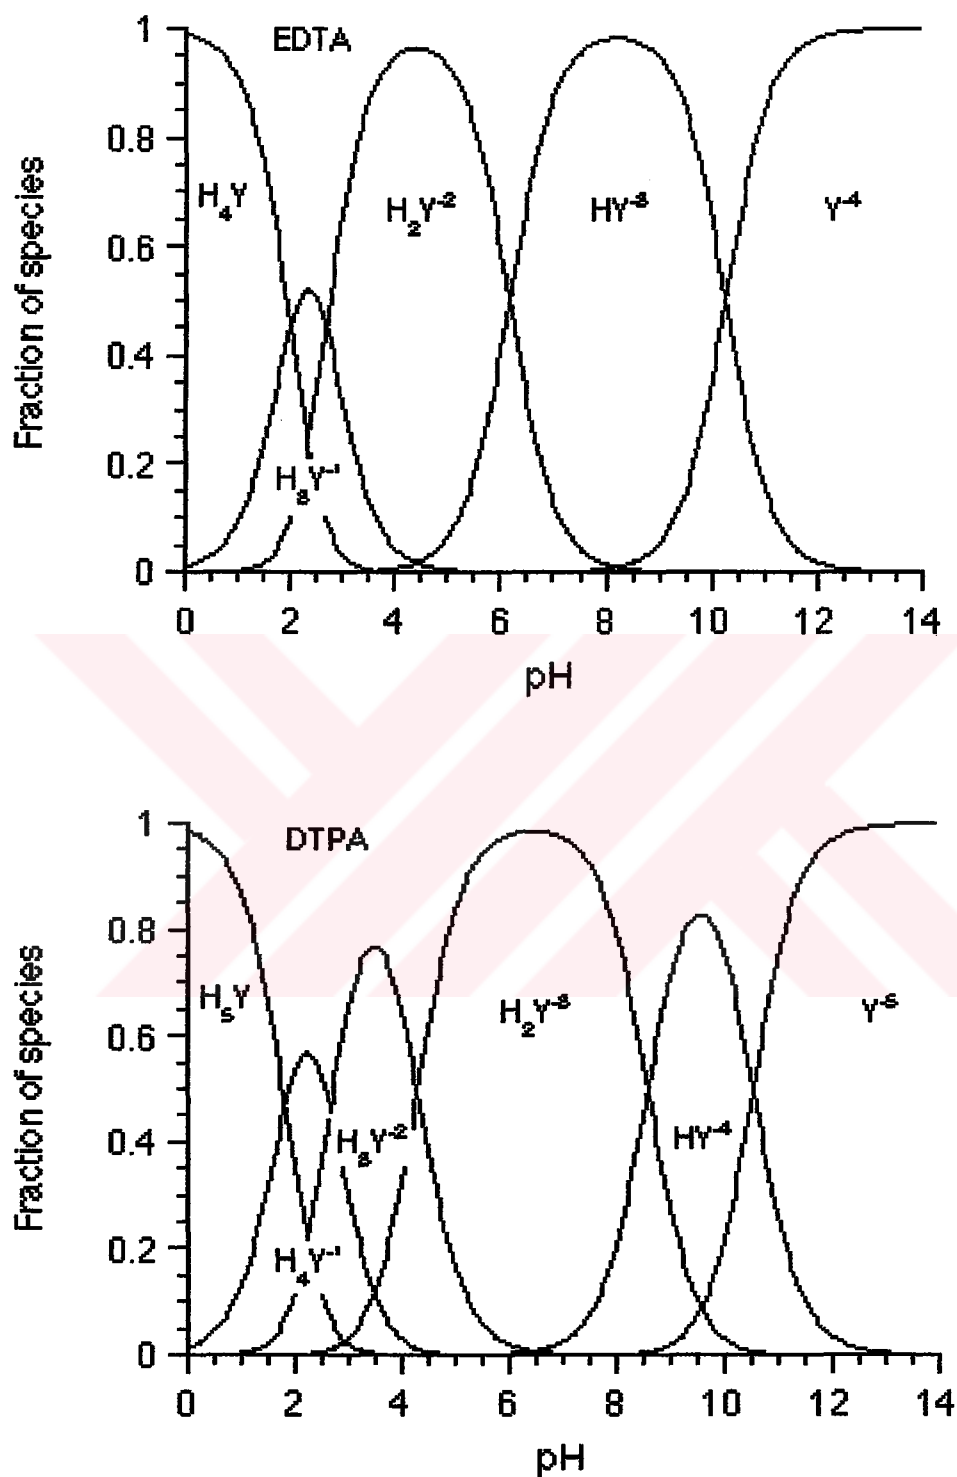 EDTA
1
0.8
0.6
0.4
0.2
0
Fraction of species
H₄Y
H₃Y⁻¹
H₂Y⁻²
HY⁻³
Y⁻⁴
0 2 4 6 8 10 12 14
pH
DTPA
1
0.8
0.6
0.4
0.2
0
Fraction of species
H₅Y
H₄Y⁻¹
H₃Y⁻²
H₂Y⁻³
HY⁻⁴
Y⁻⁵
0 2 4 6 8 10 12 14
pH